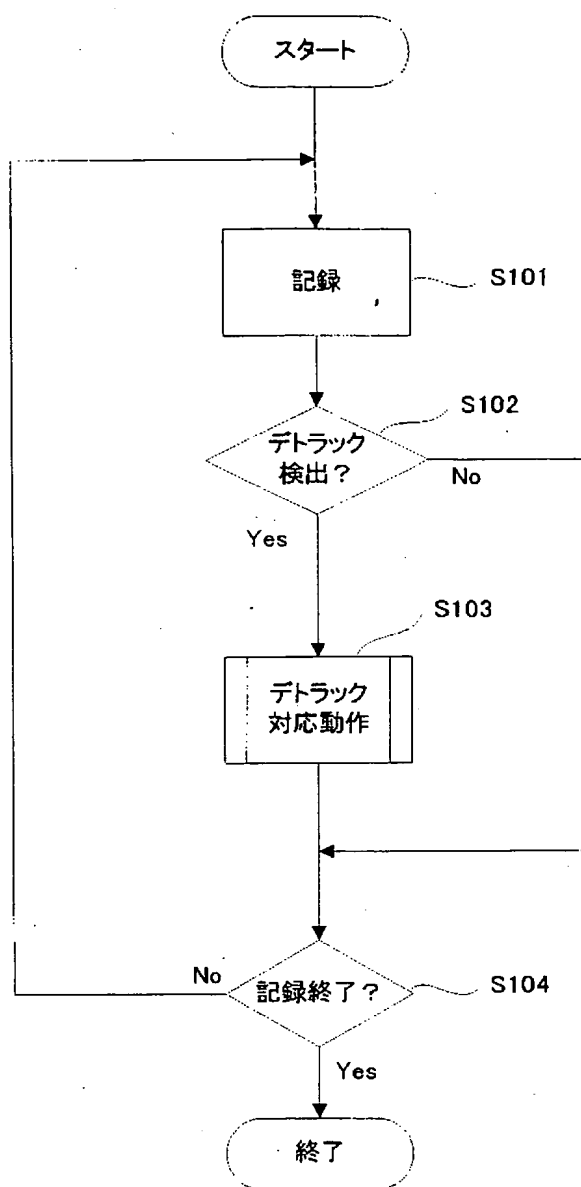 スタート
記録
S101
S102
デトラック
検出？
No
Yes
S103
デトラック
対応動作
No
記録終了？
S104
Yes
終了